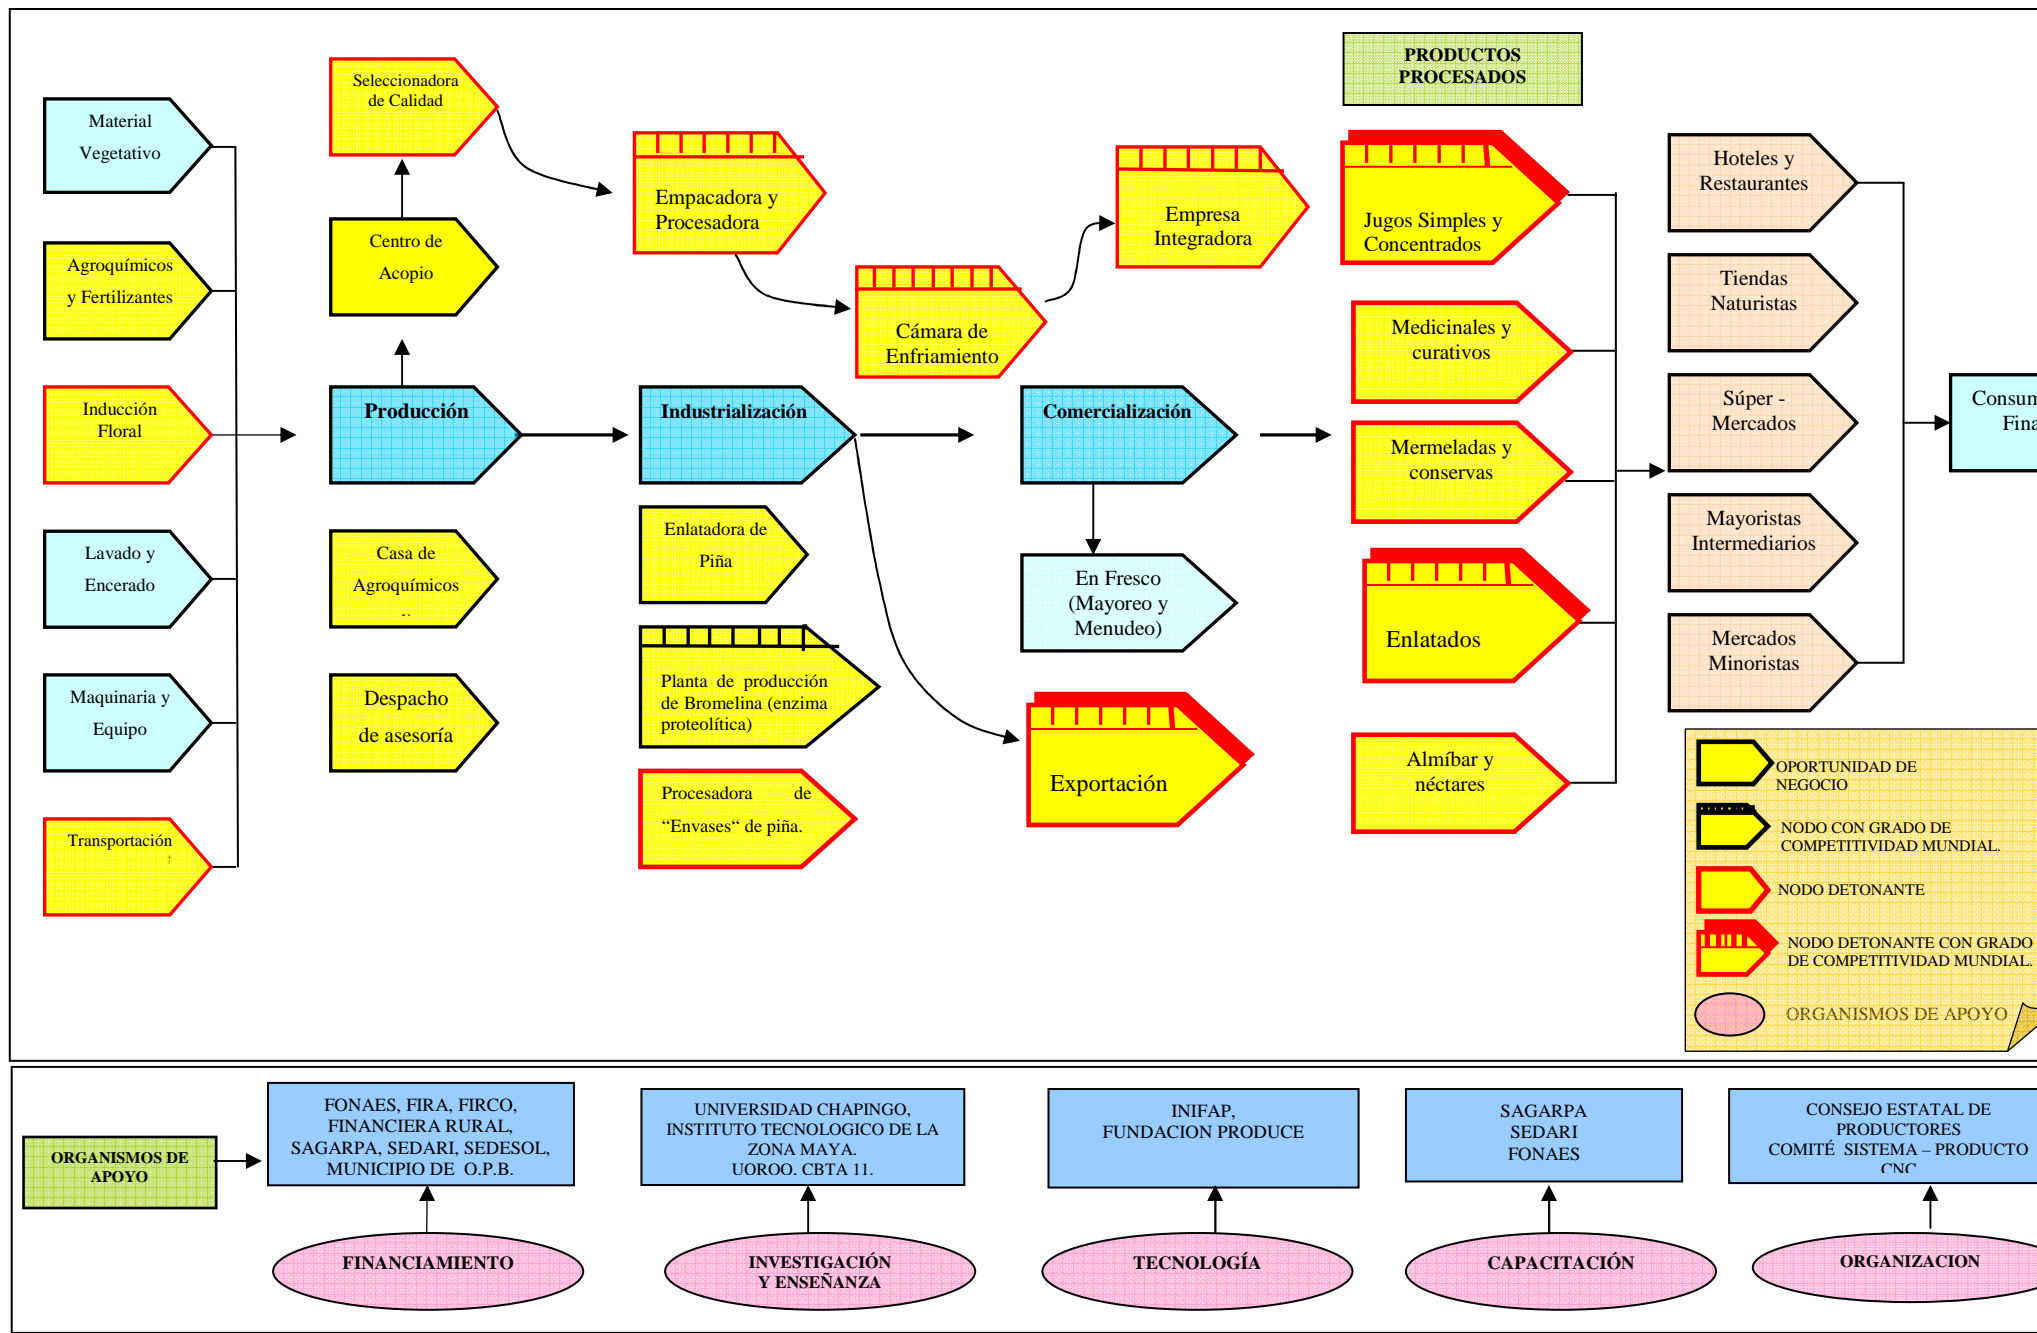 PRODUCTOS
PROCESADOS
Material
Vegetativo
Agroquímicos
y Fertilizantes
Inducción
Floral
Lavado y
Encerado
Maquinaria y
Equipo
Transportación
Seleccionadora
de Calidad
Centro de
Acopio
Producción
Casa de
Agroquímicos
Despacho
de asesoría
Empacadora y
Procesadora
Cámara de
Enfriamiento
Empresa
Integradora
Industrialización
Enlatadora de
Piña
Planta de producción
de Bromelina (enzima
proteolítica)
Procesadora de
“Envases“ de piña.
Comercialización
En Fresco
(Mayoreo y
Menudeo)
Exportación
Jugos Simples y
Concentrados
Medicinales y
curativos
Mermeladas y
conservas
Enlatados
Almíbar y
néctares
Hoteles y
Restaurantes
Tiendas
Naturistas
Súper -
Mercados
Mayoristas
Intermediarios
Mercados
Minoristas
Consum
Fina
OPORTUNIDAD DE
NEGOCIO
NODO CON GRADO DE
COMPETITIVIDAD MUNDIAL.
NODO DETONANTE
NODO DETONANTE CON GRADO
DE COMPETITIVIDAD MUNDIAL.
ORGANISMOS DE APOYO
ORGANISMOS DE
APOYO
FONAES, FIRA, FIRCO,
FINANCIERA RURAL,
SAGARPA, SEDARI, SEDESOL,
MUNICIPIO DE O.P.B.
UNIVERSIDAD CHAPINGO,
INSTITUTO TECNOLOGICO DE LA
ZONA MAYA.
UQROO. CBTA 11.
INIFAP,
FUNDACION PRODUCE
SAGARPA
SEDARI
FONAES
CONSEJO ESTATAL DE
PRODUCTORES
COMITÉ SISTEMA – PRODUCTO
CNC
FINANCIAMIENTO
INVESTIGACIÓN
Y ENSEÑANZA
TECNOLOGÍA
CAPACITACIÓN
ORGANIZACION